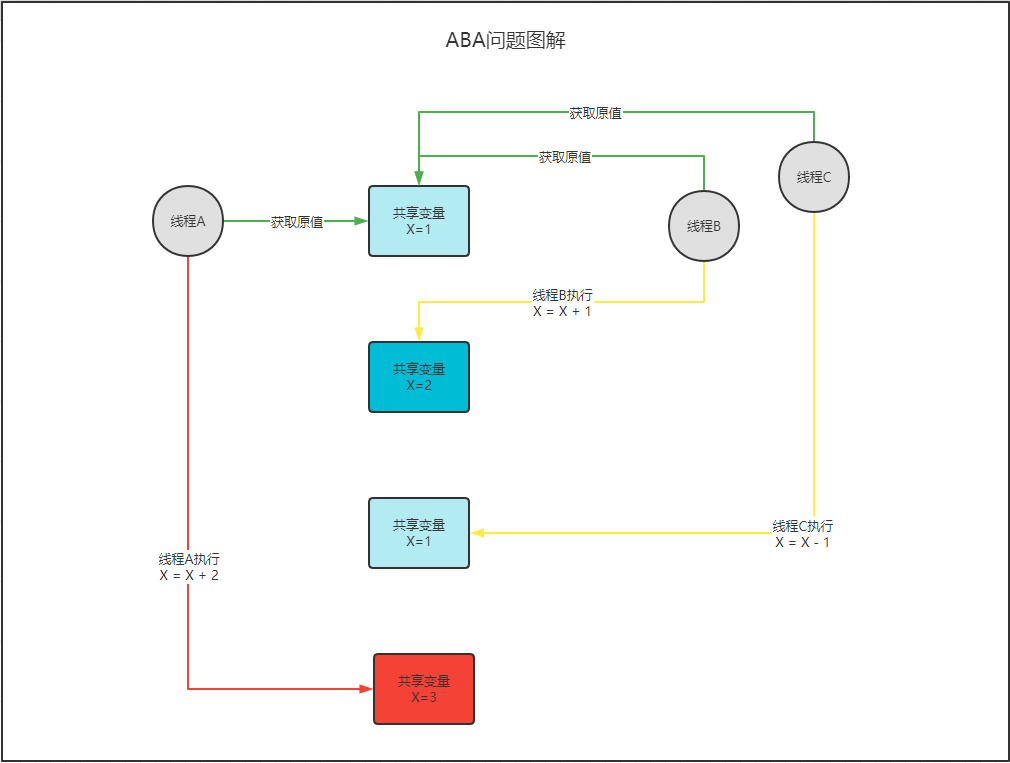 ABA问题图解
获取原值
获取原值
线程C
线程A
获取原值
共享变量
X=1
线程B
线程B执行
X = X + 1
共享变量
X=2
共享变量
X=1
线程C执行
X = X - 1
线程A执行
X = X + 2
共享变量
X=3